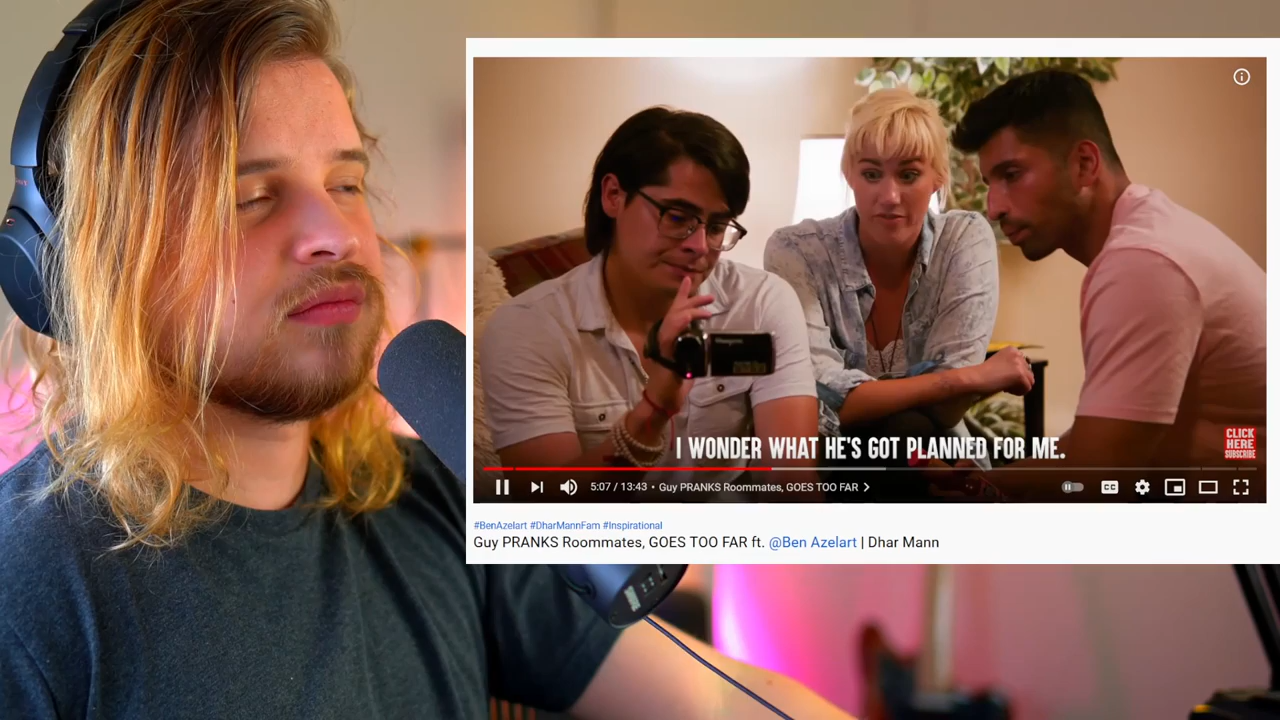 I WONDER WHAT HE'S GOT PLANNED FOR ME.
CLICK
HERE
SUBSCRIBE
5:07 / 13:43 • Guy PRANKS Roommates, GOES TOO FAR
CC
#BenAzelart #DharMannFam #Inspirational
Guy PRANKS Roommates, GOES TOO FAR ft. @Ben Azelart | Dhar Mann